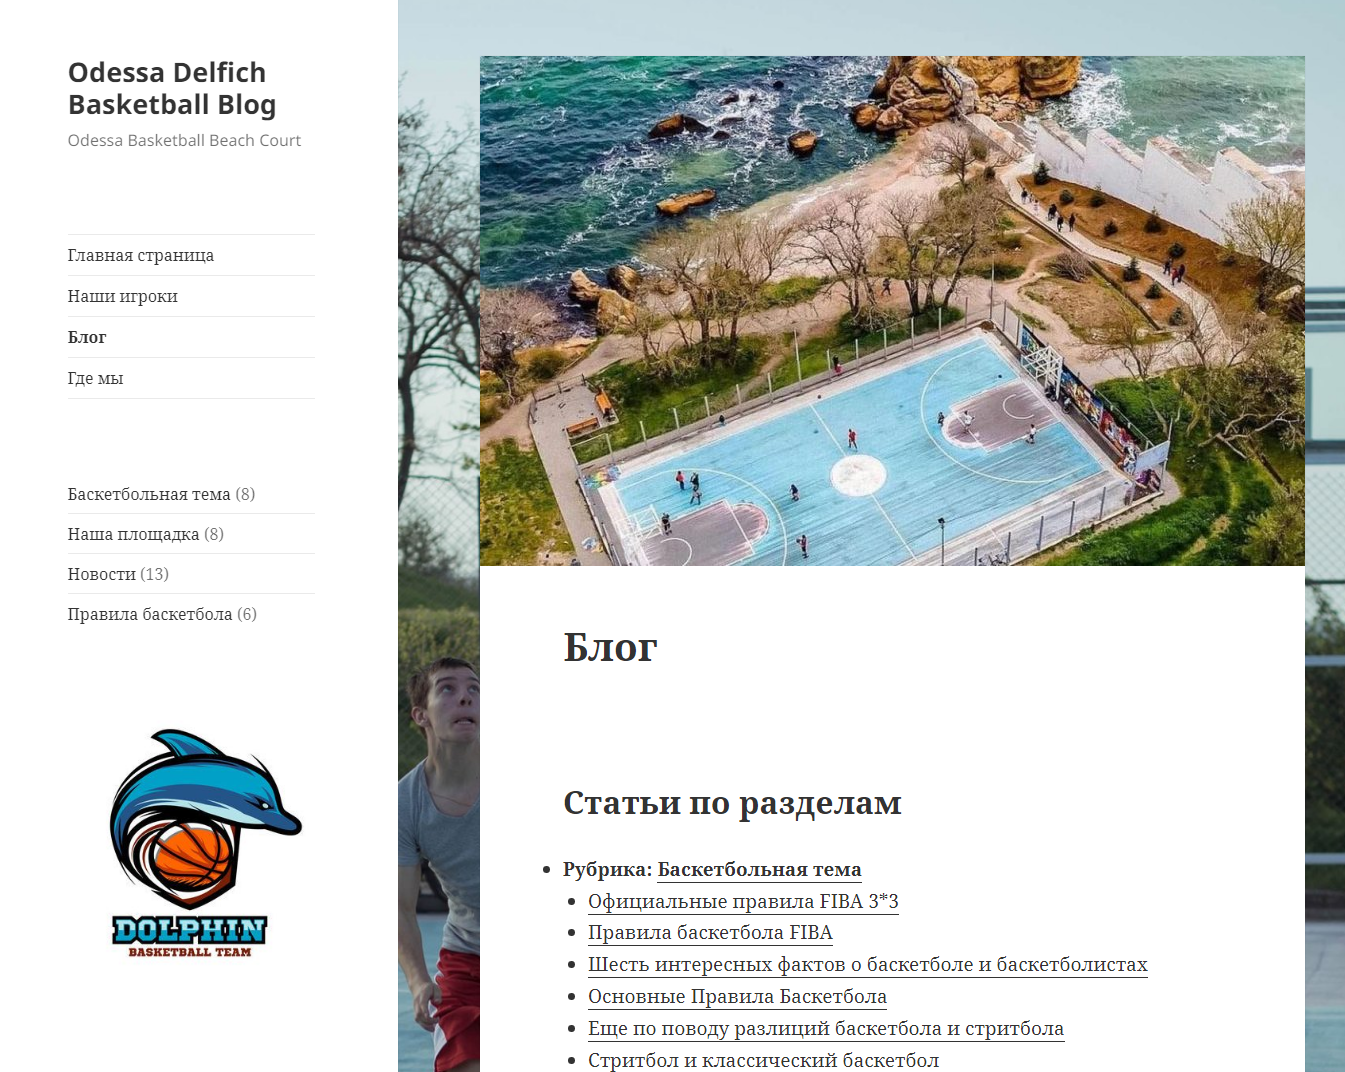 Odessa Delfich
Basketball Blog
Odessa Basketball Beach Court
Главная страница
Наши игроки
Блог
Где мы
Баскетбольная тема (8)
Наша площадка (8)
Новости (13)
Правила баскетбола (6)
DOLPHIN
BASKETBALL TEAM
Блог
Статьи по разделам
Рубрика: Баскетбольная тема
Официальные правила FIBA 3*3
Правила баскетбола FIBA
Шесть интересных фактов о баскетболе и баскетболистах
Основные Правила Баскетбола
Еще по поводу разлиций баскетбола и стритбола
Стритбол и классический баскетбол